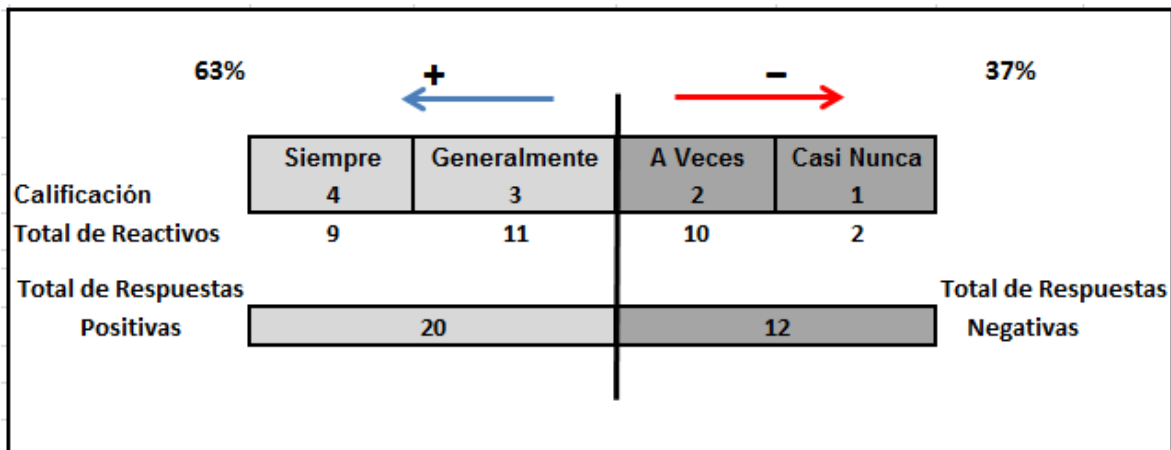 63% + − 37%
Siempre Generalmente A Veces Casi Nunca
Calificación 4 3 2 1
Total de Reactivos 9 11 10 2
Total de Respuestas Total de Respuestas
Positivas 20 12 Negativas